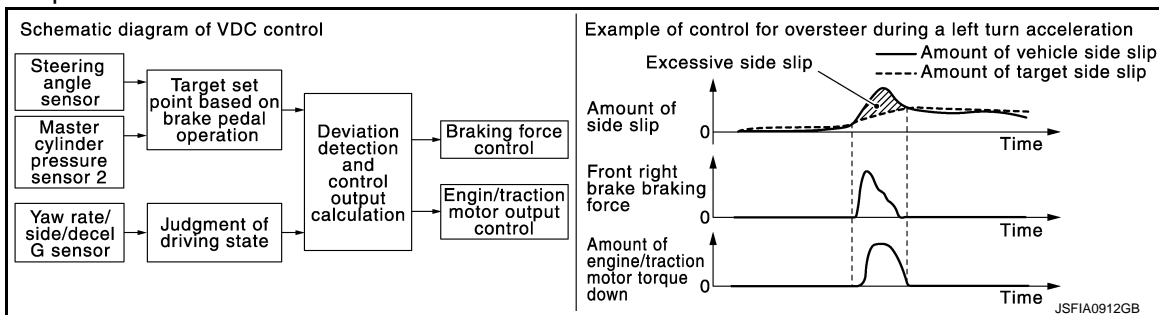 Schematic diagram of VDC control
Steering
angle
sensor
Master
cylinder
pressure
sensor 2
Yaw rate/
side/decel
G sensor
Target set
point based on
brake pedal
operation
Judgment of
driving state
Deviation
detection
and
control
output
calculation
Braking force
control
Engin/traction
motor output
control
Example of control for oversteer during a left turn acceleration
Amount of vehicle side slip
Amount of target side slip
Excessive side slip
Amount of
side slip
0
Time
Front right
brake braking
force
0
Time
Amount of
engine/traction
motor torque
down
0
Time
JSFIA0912GB